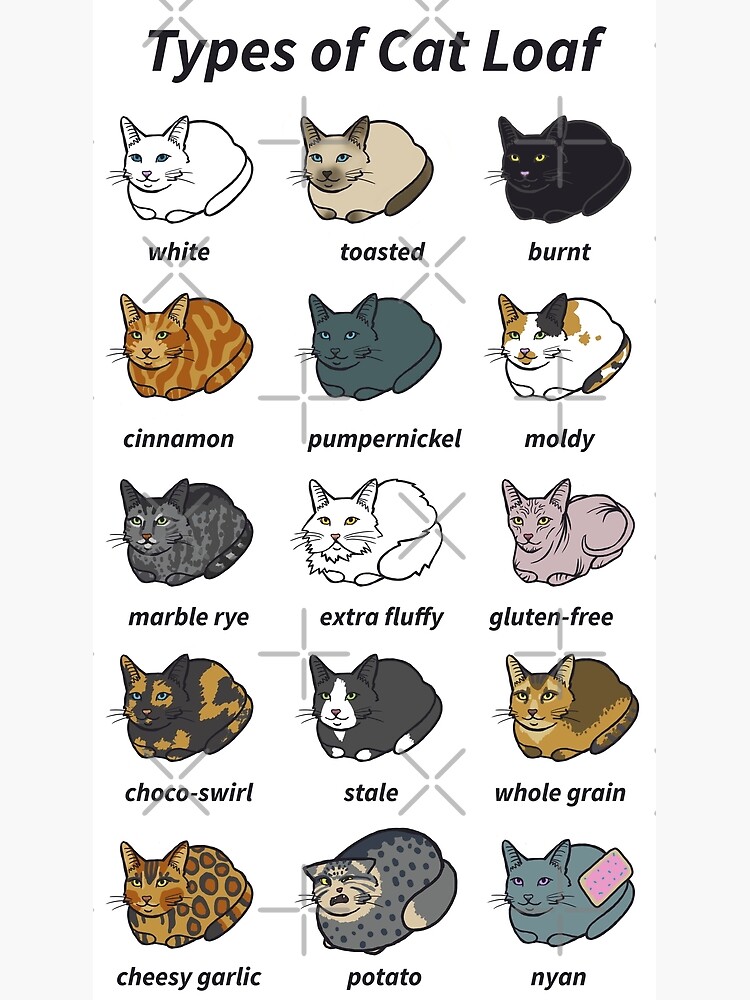 Types of Cat Loaf
white
toasted
burnt
cinnamon
pumpernickel
moldy
marble rye
extra fluffy
gluten-free
choco-swirl
stale
whole grain
cheesy garlic
potato
nyan